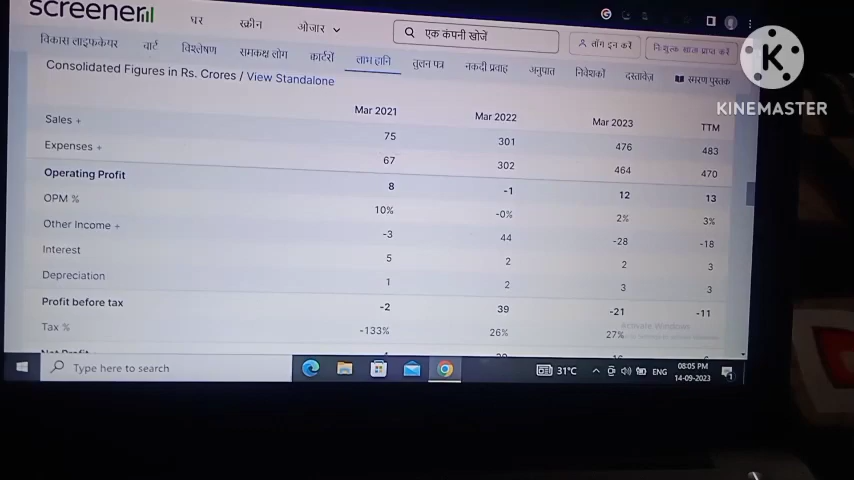 screener
घर स्क्रीन ओजार
एक कंपनी खोजें
लॉग इन करें
निःशुल्क खाता प्राप्त करें
विकास लाइफकेयर चार्ट विश्लेषण समकक्ष लोग क्वार्टरों लाभ हानि तुलन पत्र नकदी प्रवाह अनुपात निवेशकों दस्तावेज़ स्मरण पुस्तक
K
KINEMASTER
Consolidated Figures in Rs. Crores / View Standalone
Mar 2021 Mar 2022 Mar 2023 TTM
Sales + 75 301 476 483
Expenses + 67 302 464 470
Operating Profit 8 -1 12 13
OPM % 10% -0% 2% 3%
Other Income + -3 44 -28 -18
Interest 5 2 2 3
Depreciation 1 2 3 3
Profit before tax -2 39 -21 -11
Tax % -133% 26% 27%
Activate Windows
Type here to search
31°C ENG 08:05 PM
14-09-2023